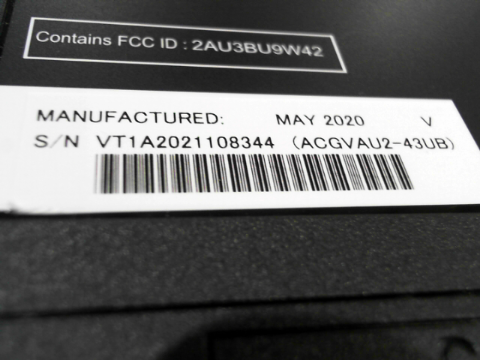 Contains FCC ID : 2AU3BU9W42
MANUFACTURED: MAY 2020 V
S/N VT1A2021108344 (ACGVAU2-43UB)